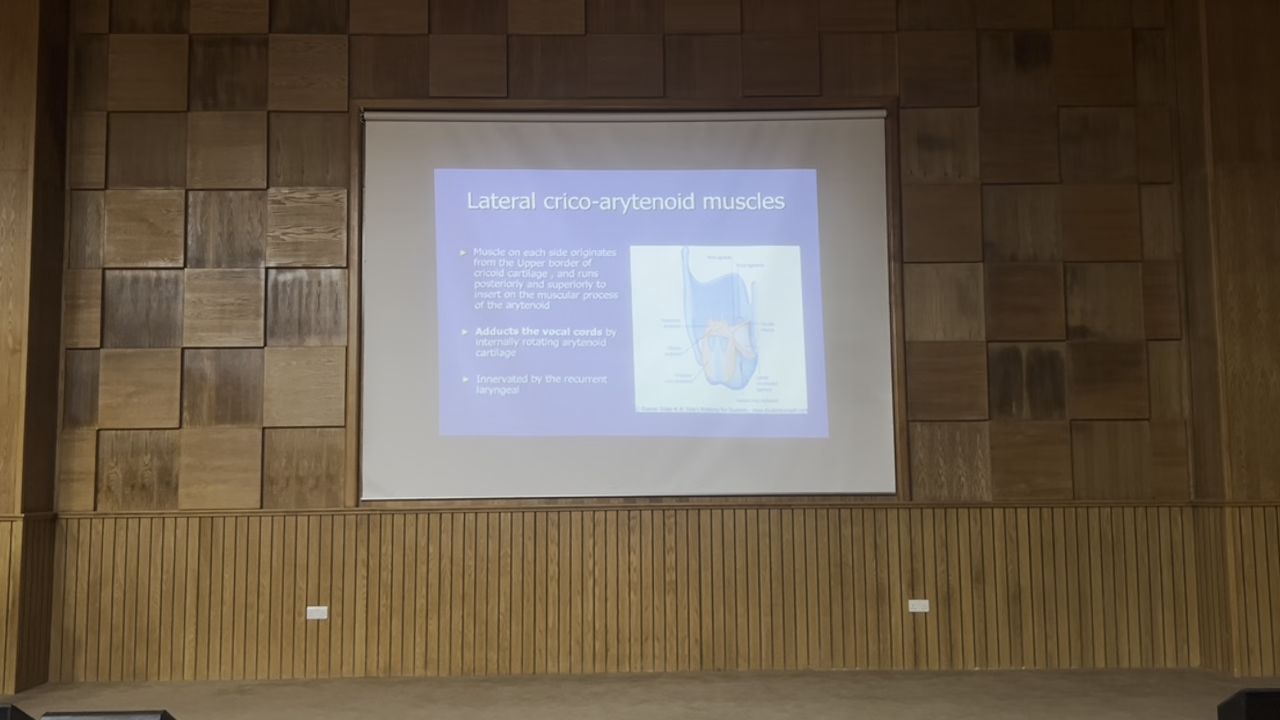 Lateral crico-arytenoid muscles
Muscle on each side originates
from the Upper border of
cricoid cartilage , and runs
posteriorly and superiorly to
insert on the muscular process
of the arytenoid
Adducts the vocal cords by
internally rotating arytenoid
cartilage
Innervated by the recurrent
laryngeal